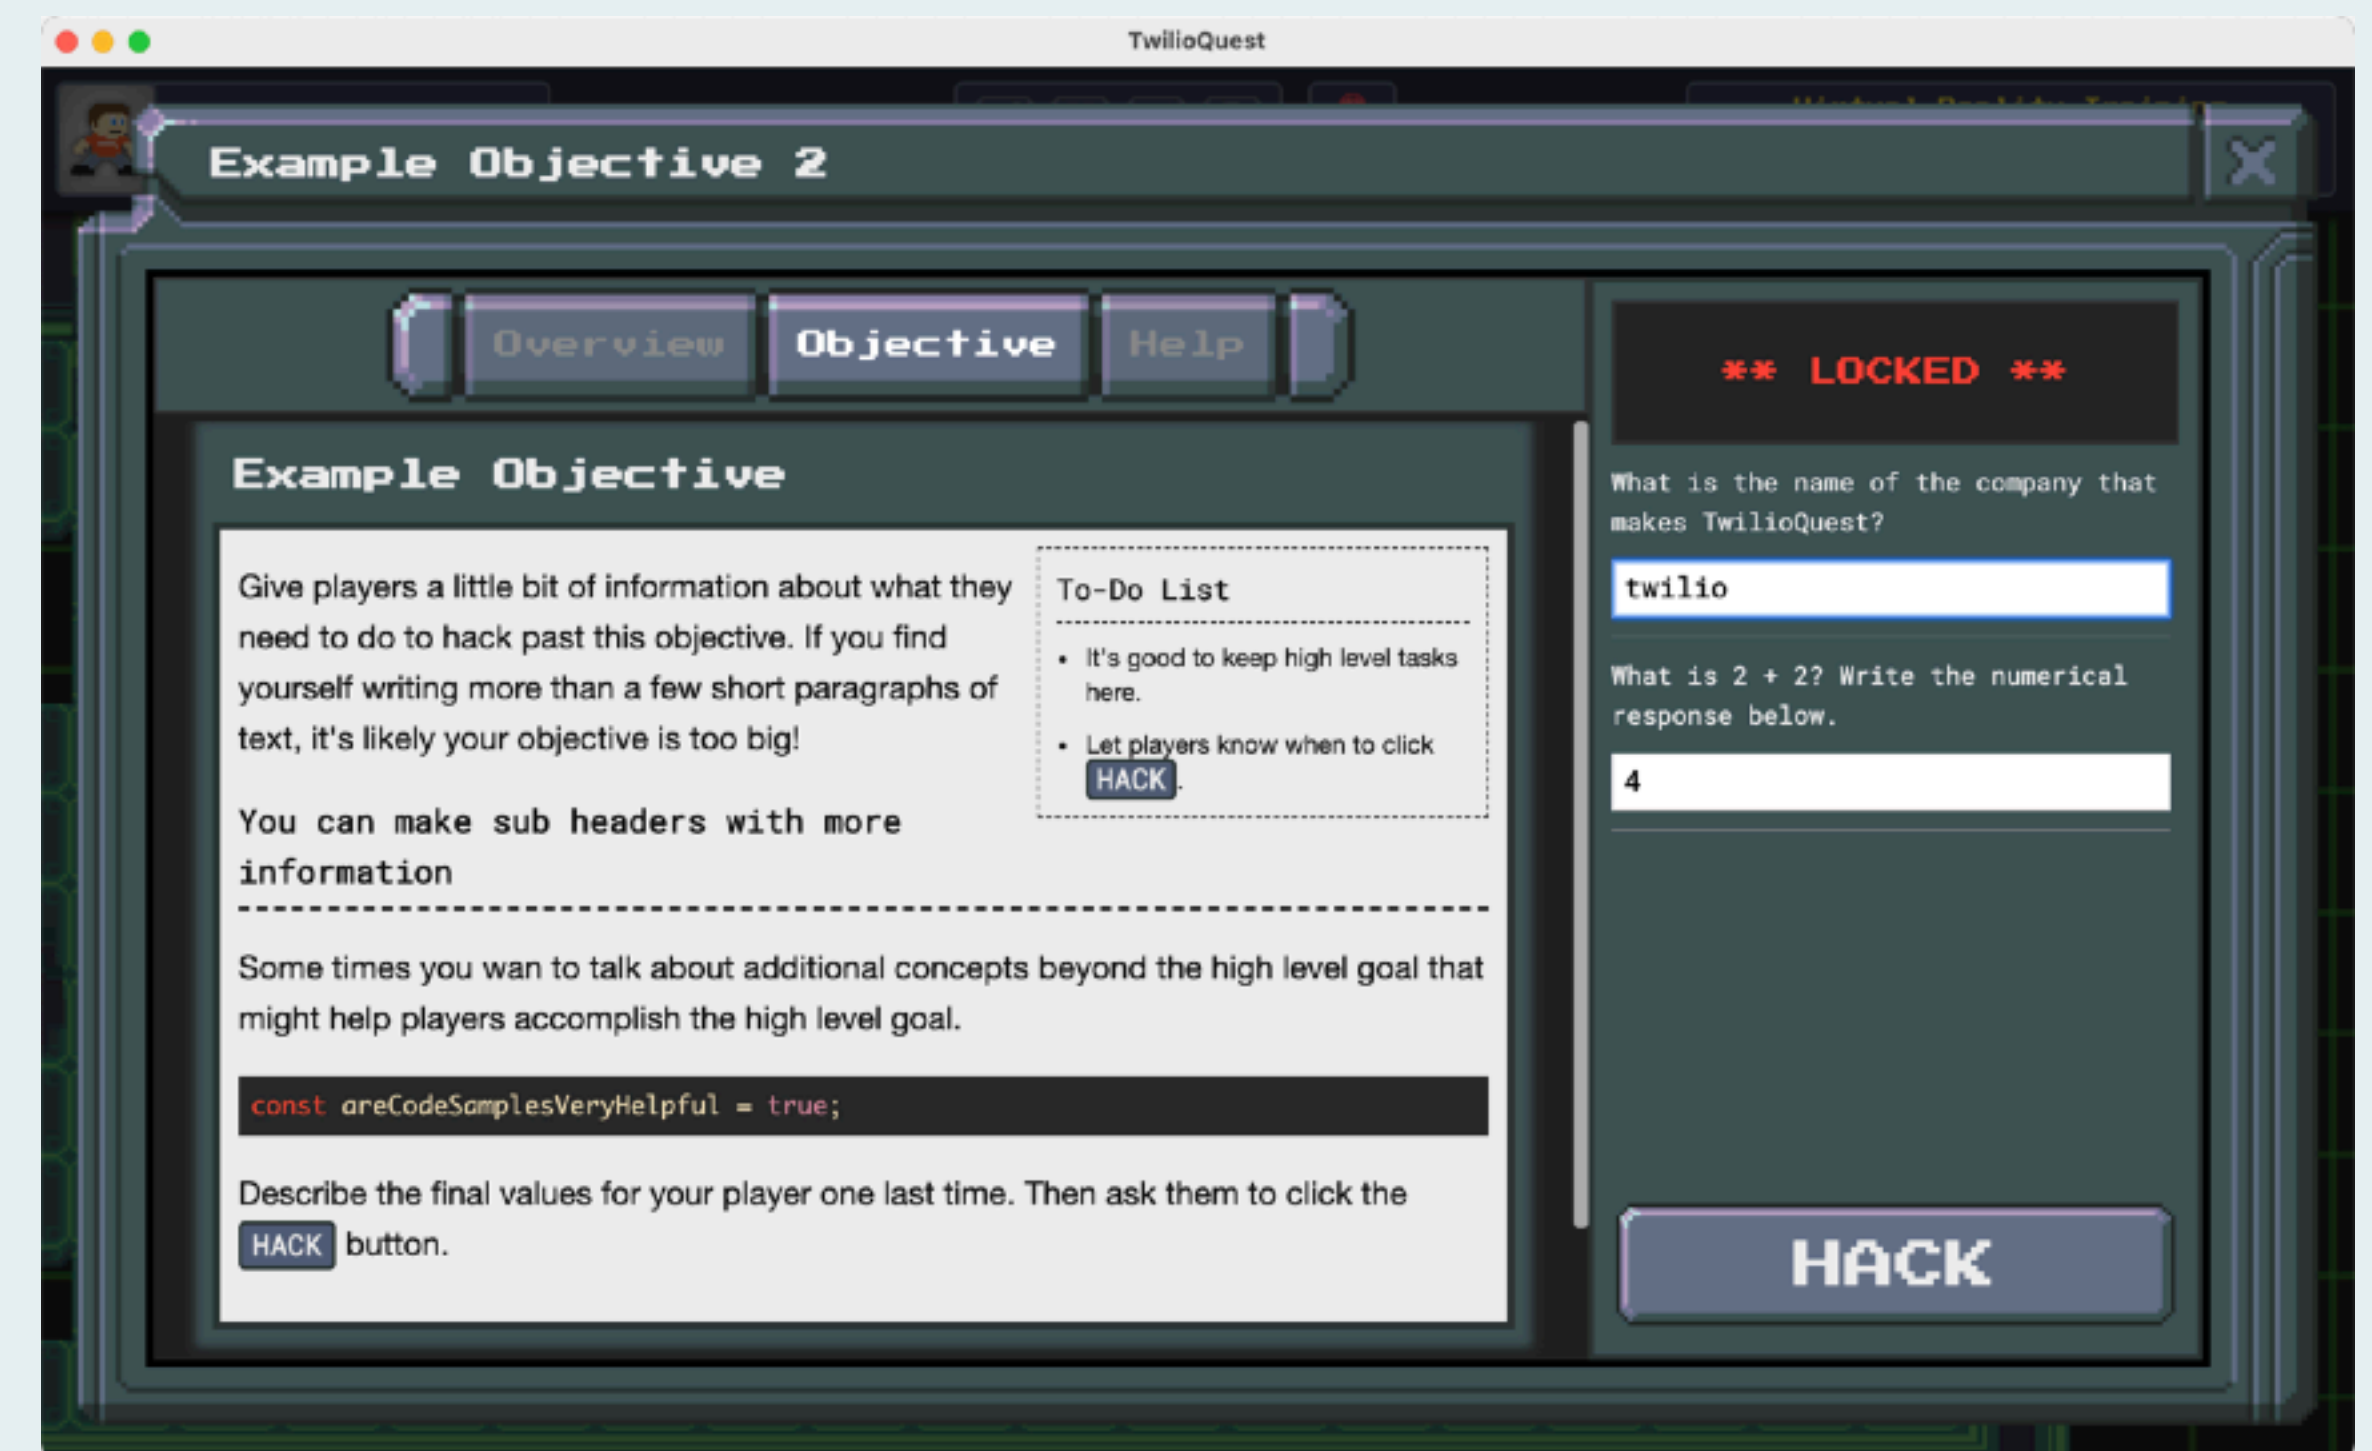 TwilioQuest
Virtual Reality Training
Example Objective 2
Overview
Objective
Help
Example Objective
Give players a little bit of information about what they
need to do to hack past this objective. If you find
yourself writing more than a few short paragraphs of
text, it's likely your objective is too big!
To-Do List
• It's good to keep high level tasks
here.
• Let players know when to click
HACK.
You can make sub headers with more
information
Some times you wan to talk about additional concepts beyond the high level goal that
might help players accomplish the high level goal.
const areCodeSamplesVeryHelpful = true;
Describe the final values for your player one last time. Then ask them to click the
HACK button.
** LOCKED **
What is the name of the company that
makes TwilioQuest?
twilio
What is 2 + 2? Write the numerical
response below.
4
HACK